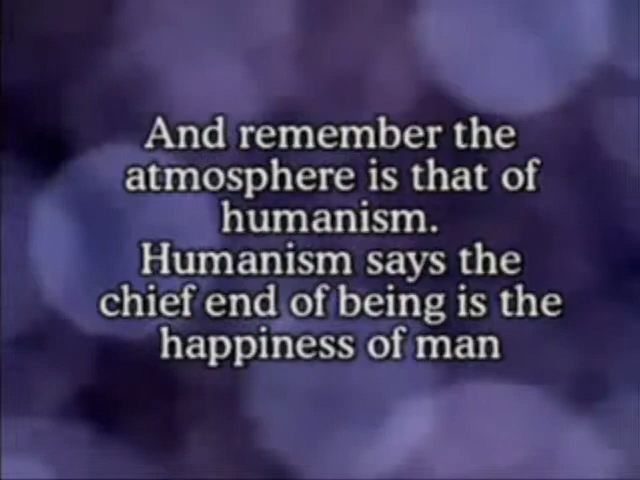 And remember the
atmosphere is that of
humanism.
Humanism says the
chief end of being is the
happiness of man